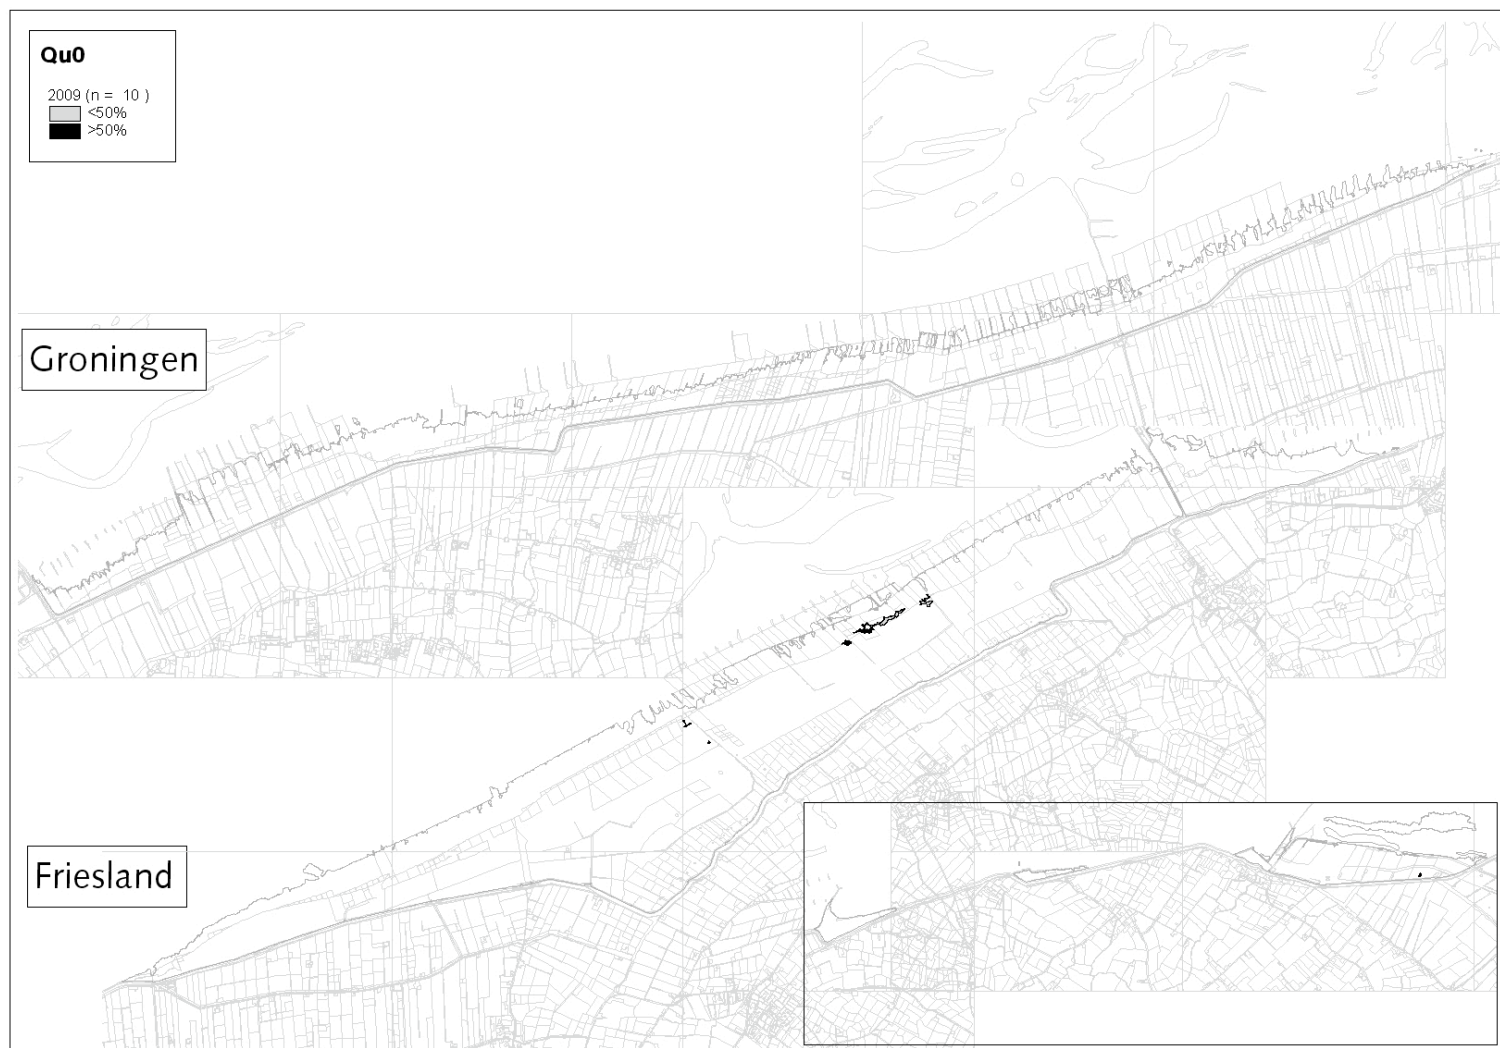 Qu0
2009 (n = 10 )
<50%
>50%
Groningen
Friesland